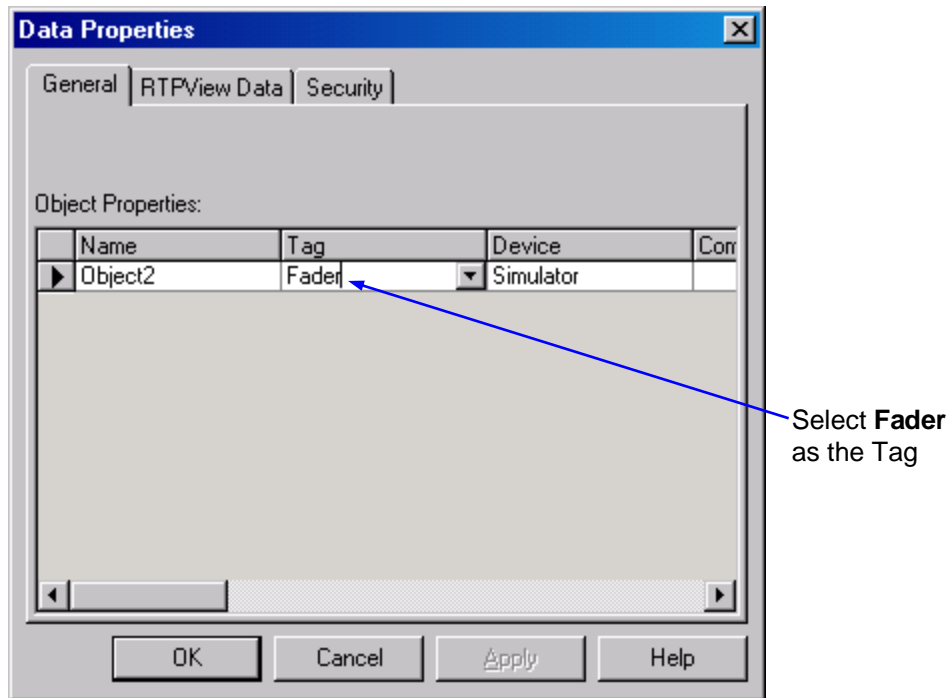 Data Properties
General RTPView Data Security
Object Properties:
Name Tag Device Com
Object2 Fader Simulator
Select Fader
as the Tag
OK Cancel Apply Help